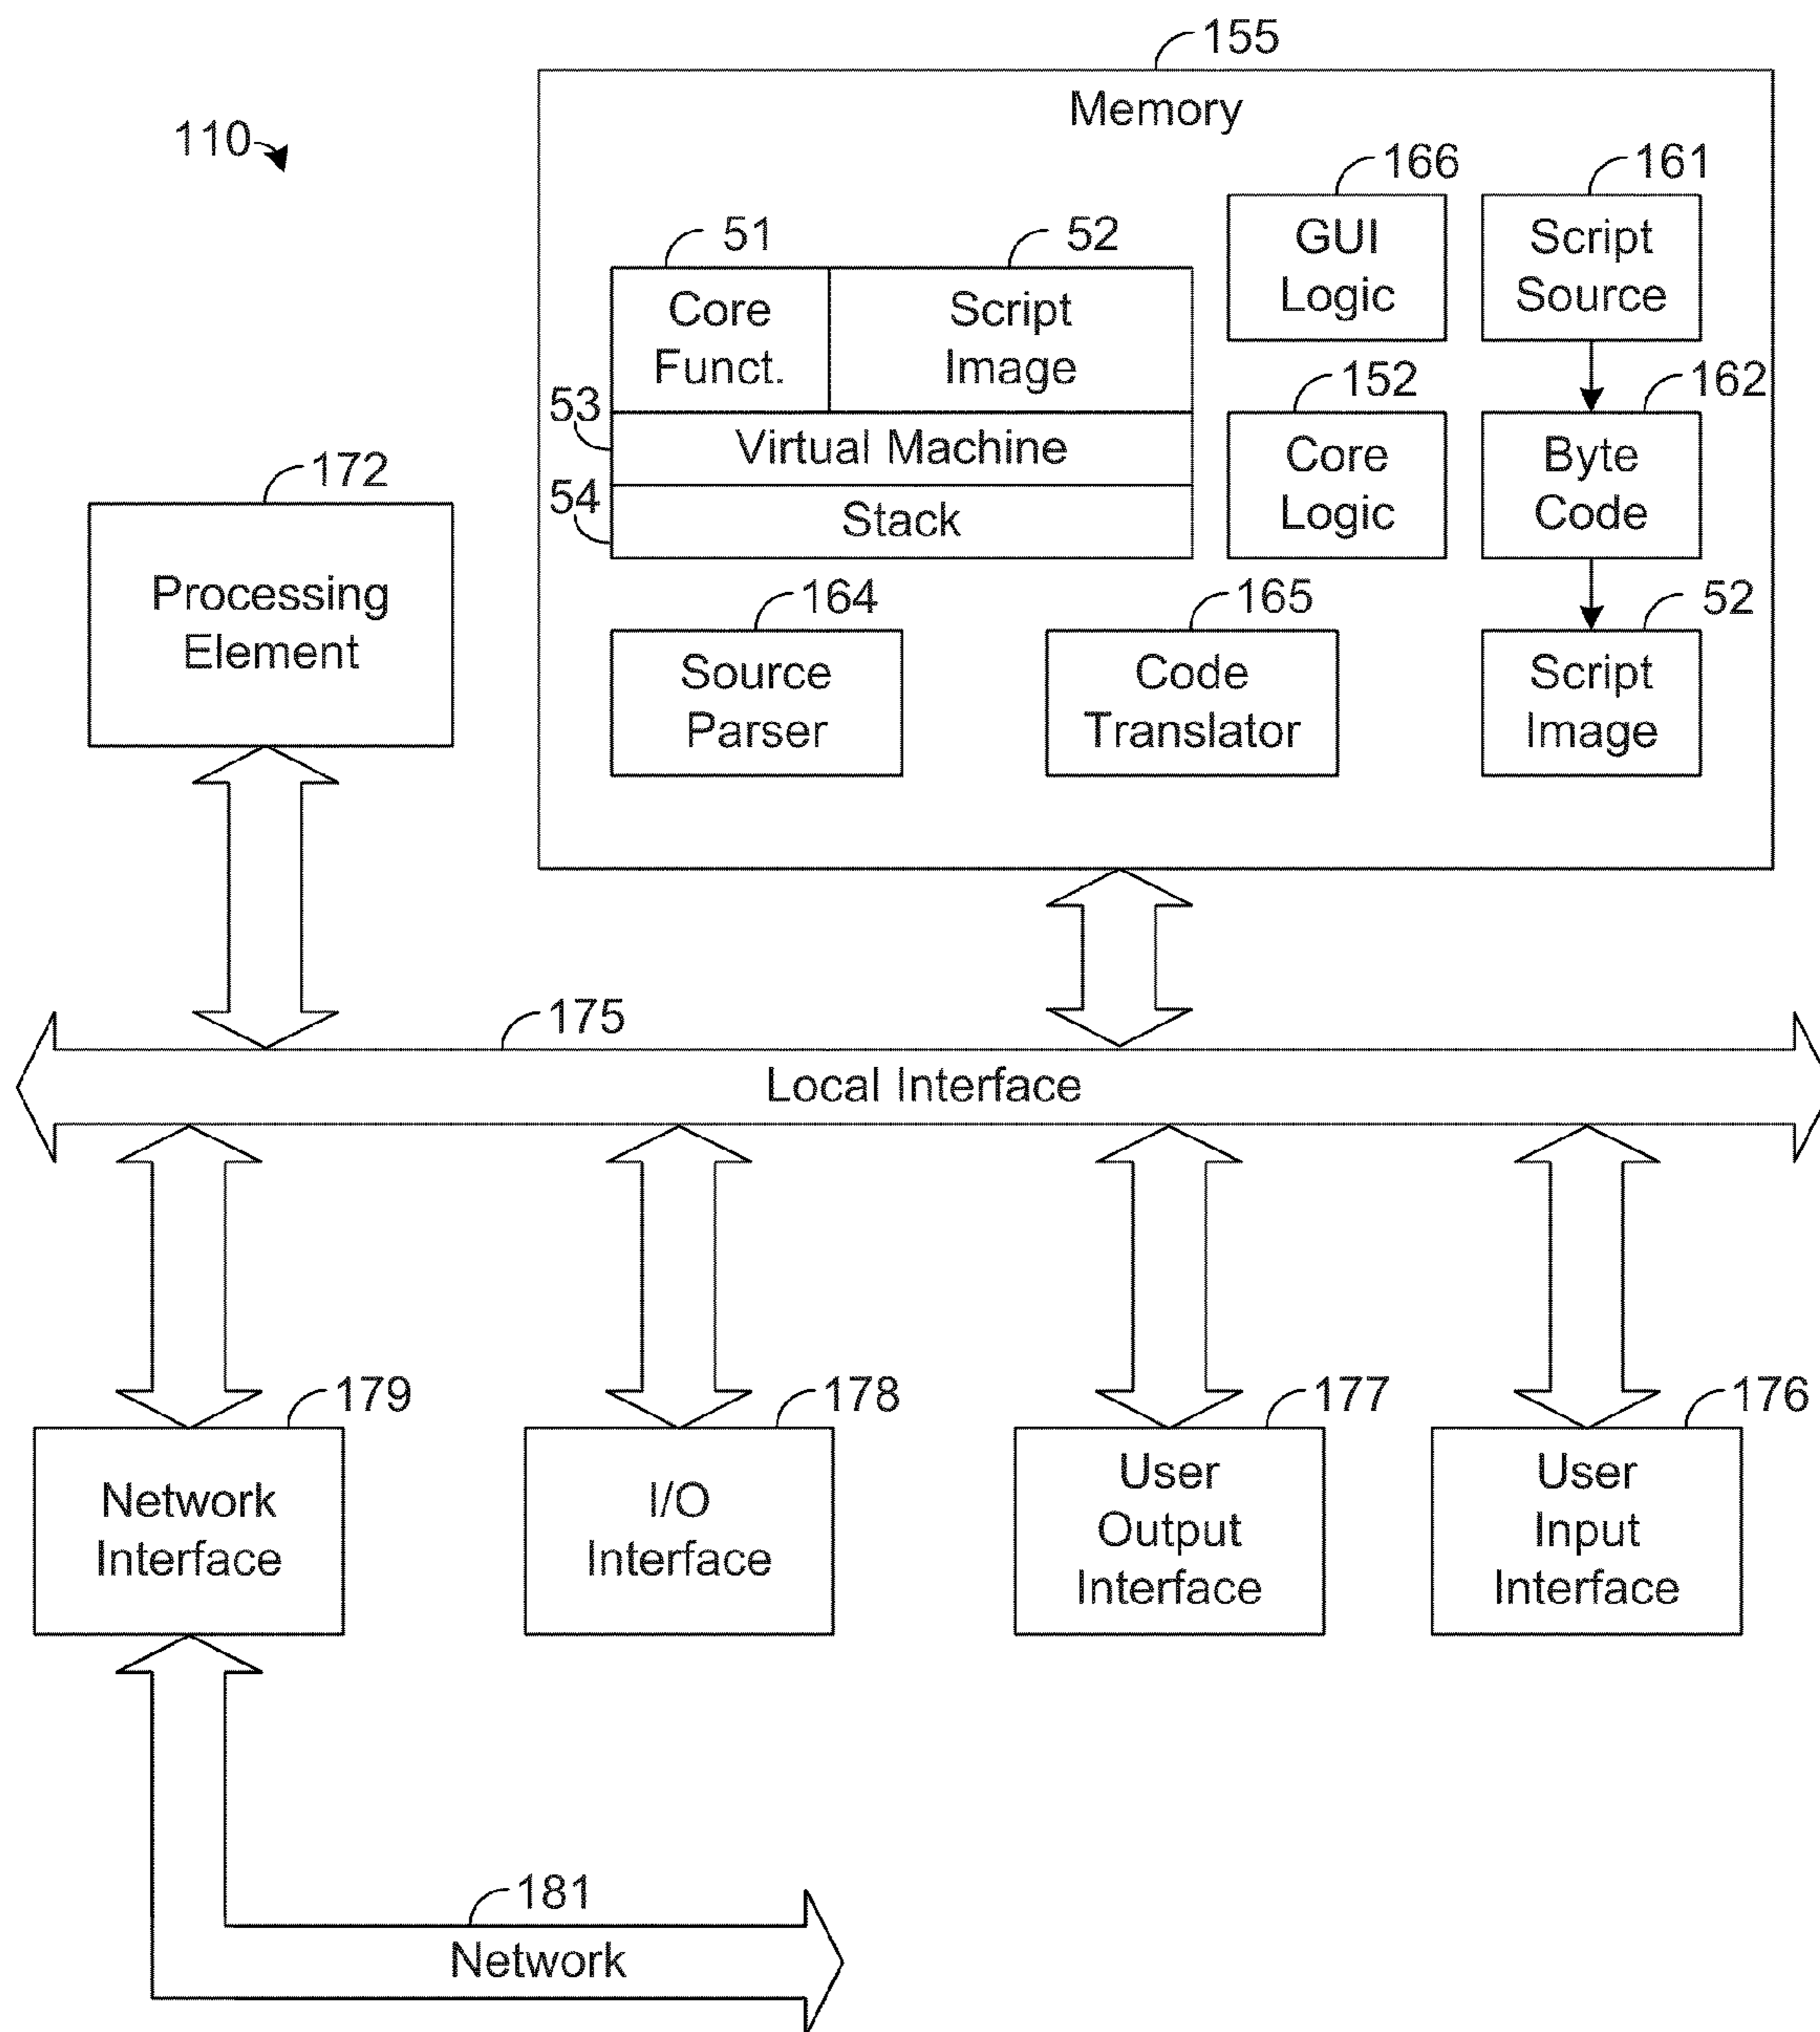 155
Memory
110
166
161
GUI
Logic
Script
Source
51
52
Core
Funct.
Script
Image
152
162
53
Virtual Machine
Core
Logic
Byte
Code
54
Stack
172
Processing
Element
164
165
52
Source
Parser
Code
Translator
Script
Image
175
Local Interface
179
178
177
176
Network
Interface
I/O
Interface
User
Output
Interface
User
Input
Interface
181
Network